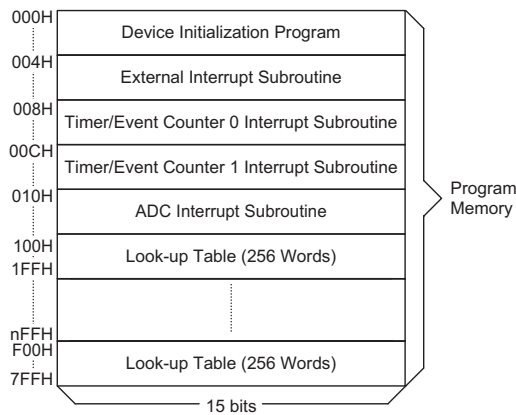 000H
Device Initialization Program
004H
External Interrupt Subroutine
008H
Timer/Event Counter 0 Interrupt Subroutine
00CH
Timer/Event Counter 1 Interrupt Subroutine
010H
ADC Interrupt Subroutine
Program
Memory
100H
Look-up Table (256 Words)
1FFH
nFFH
F00H
Look-up Table (256 Words)
7FFH
15 bits